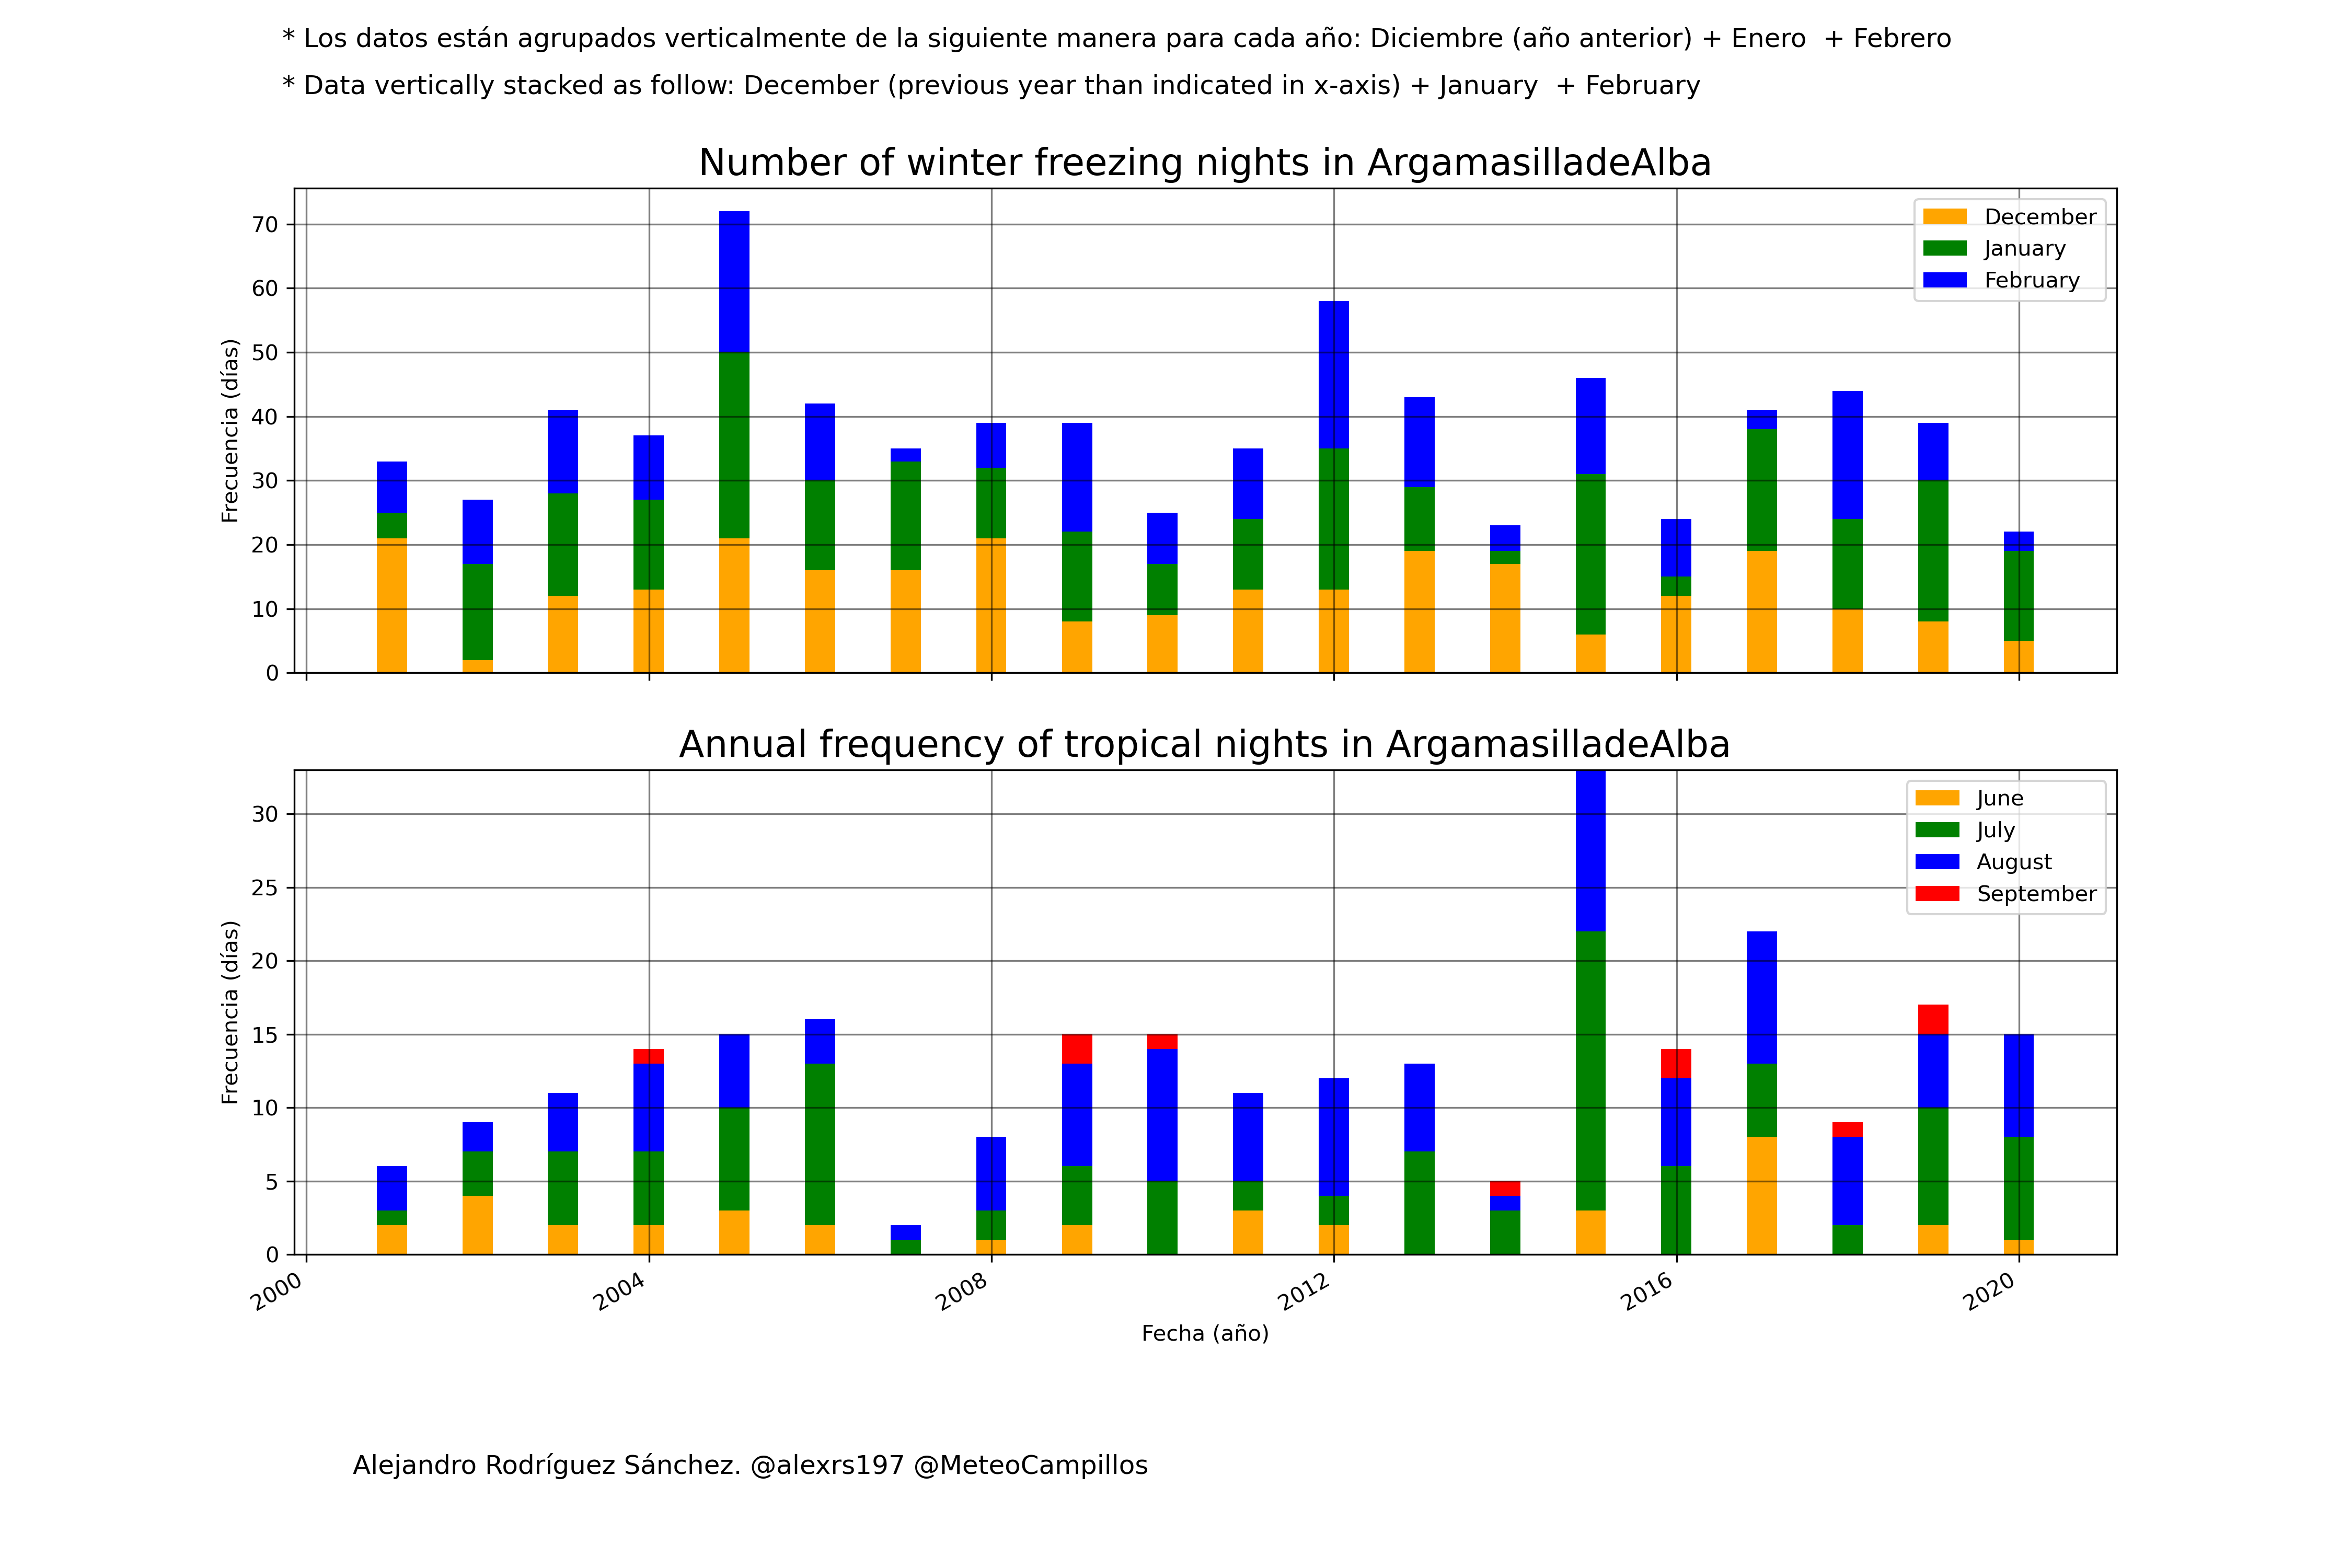 * Los datos están agrupados verticalmente de la siguiente manera para cada año: Diciembre (año anterior) + Enero  + Febrero
* Data vertically stacked as follow: December (previous year than indicated in x-axis) + January  + February
Number of winter freezing nights in ArgamasilladeAlba
Frecuencia (días)
70
60
50
40
30
20
10
0
December
January
February
Annual frequency of tropical nights in ArgamasilladeAlba
Frecuencia (días)
30
25
20
15
10
5
0
June
July
August
September
2000
2004
2008
2012
2016
2020
Fecha (año)
Alejandro Rodríguez Sánchez. @alexrs197 @MeteoCampillos